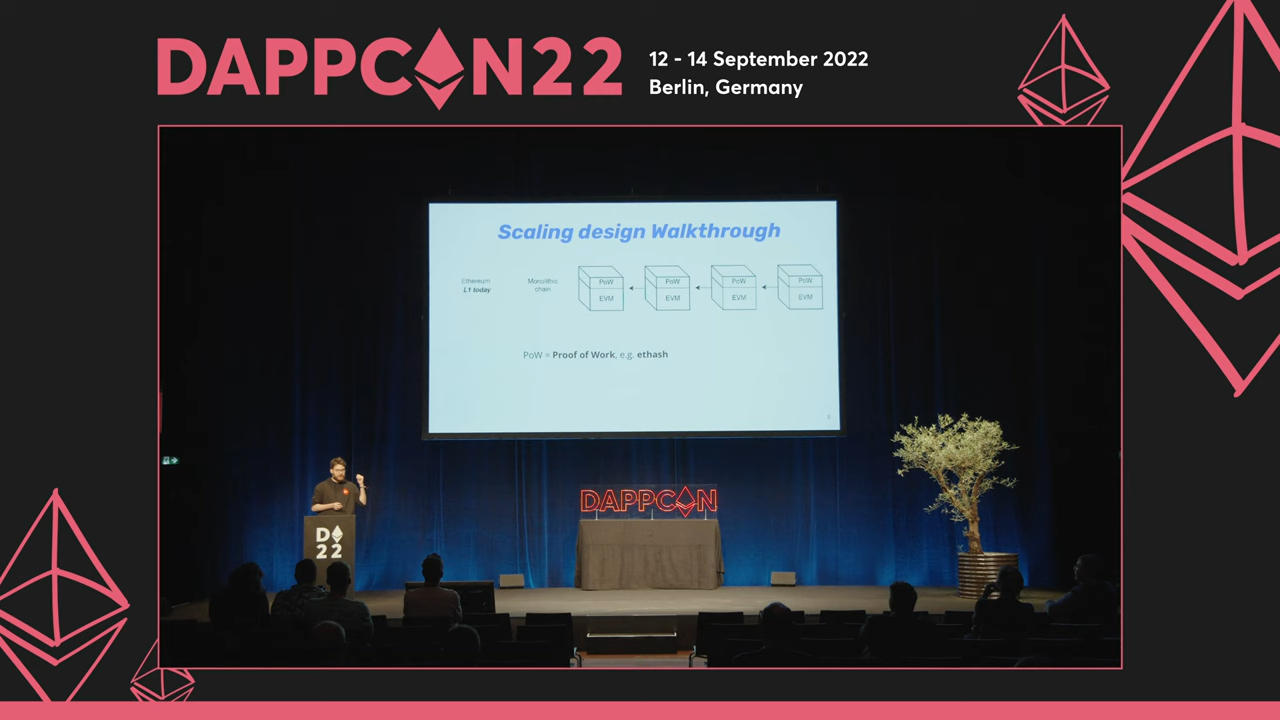 DAPPCON22
12 - 14 September 2022
Berlin, Germany
Scaling design Walkthrough
Ethereum
L1 today
Monolithic
chain
PoW
EVM
PoW
EVM
PoW
EVM
PoW
EVM
PoW = Proof of Work, e.g. ethash
DAPPCON
D
22